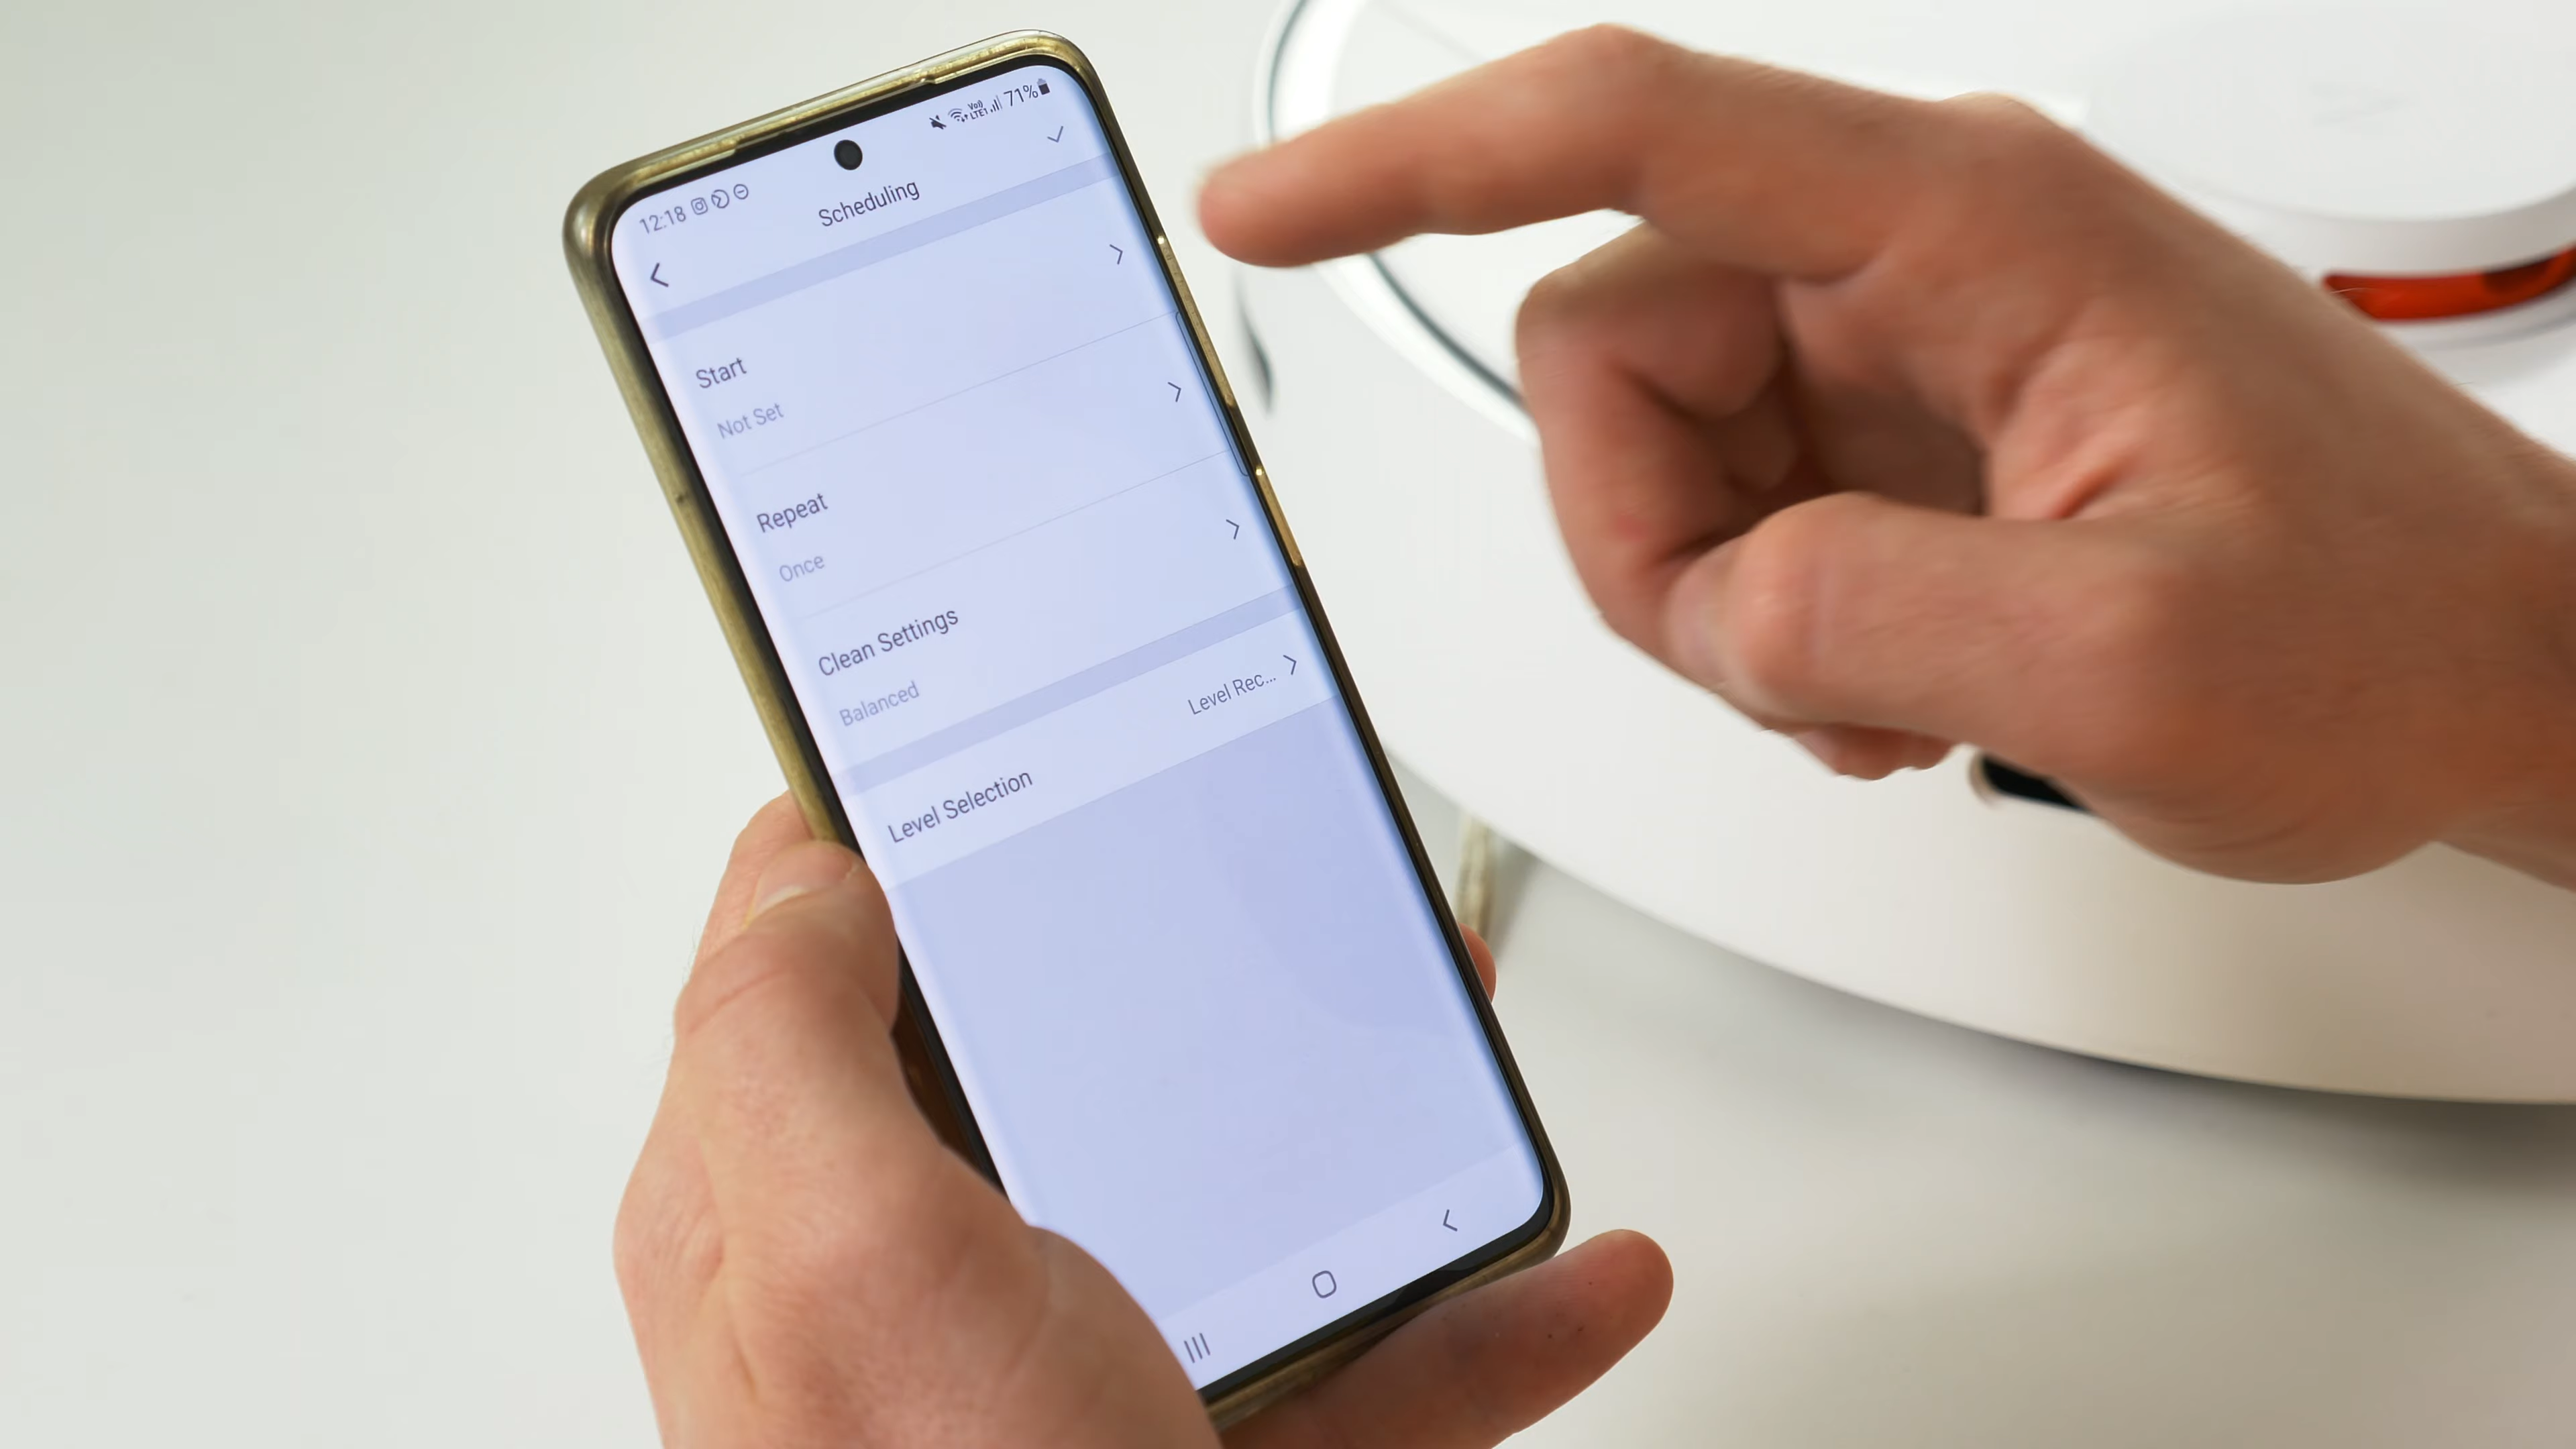 12:18
71%
Scheduling
Start
Not Set
Repeat
Once
Clean Settings
Balanced
Level Selection
Level Rec...